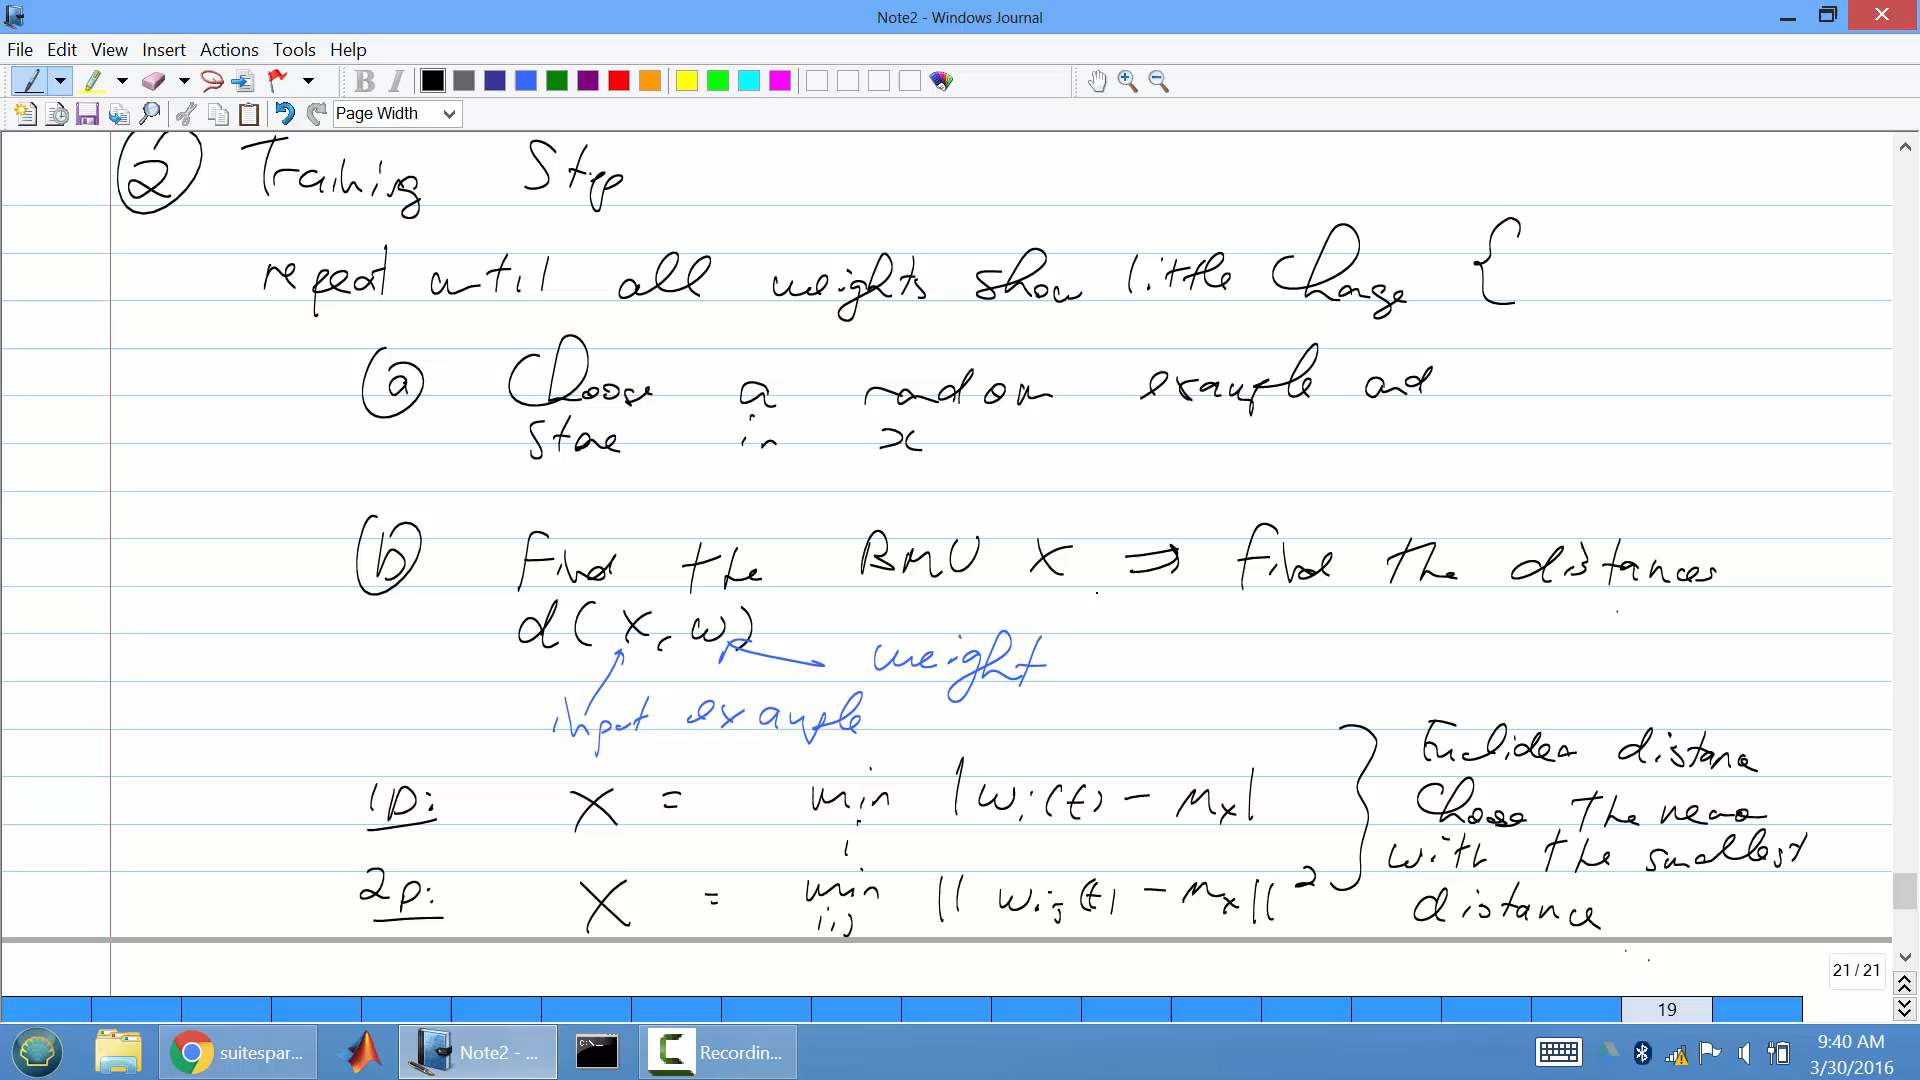 Note2 - Windows Journal
File Edit View Insert Actions Tools Help
B I
Page Width
2 Training Step
repeat until all weights show little change {
a Choose a random example and
store in x
b Find the BMU X ⇒ find the distances
d(x, w)
weight
input example
1D: X = min |wi(t) - mx|
i
2D: X = min ||wij(t) - mx||²
i,j
Euclidean distance
Choose the neuron
with the smallest
distance
21 / 21
19
suitespar...
Note2 - ...
Recordin...
9:40 AM
3/30/2016